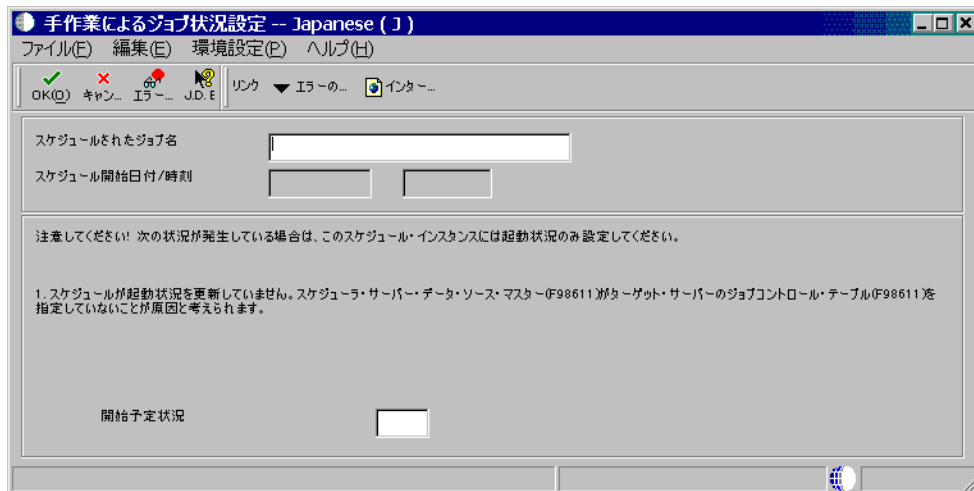 手作業によるジョブ状況設定 -- Japanese ( J )
ファイル(F) 編集(E) 環境設定(P) ヘルプ(H)
OK(O) キャン... エラー... J.D. E リンク エラーの... インター...
スケジュールされたジョブ名
スケジュール開始日付/時刻
注意してください! 次の状況が発生している場合は、このスケジュール・インスタンスには起動状況のみ設定してください。
1.スケジュールが起動状況を更新していません。スケジューラ・サーバー・データ・ソース・マスター(F98611)がターゲット・サーバーのジョブコントロール・テーブル(F98611)を
指定していないことが原因と考えられます。
開始予定状況